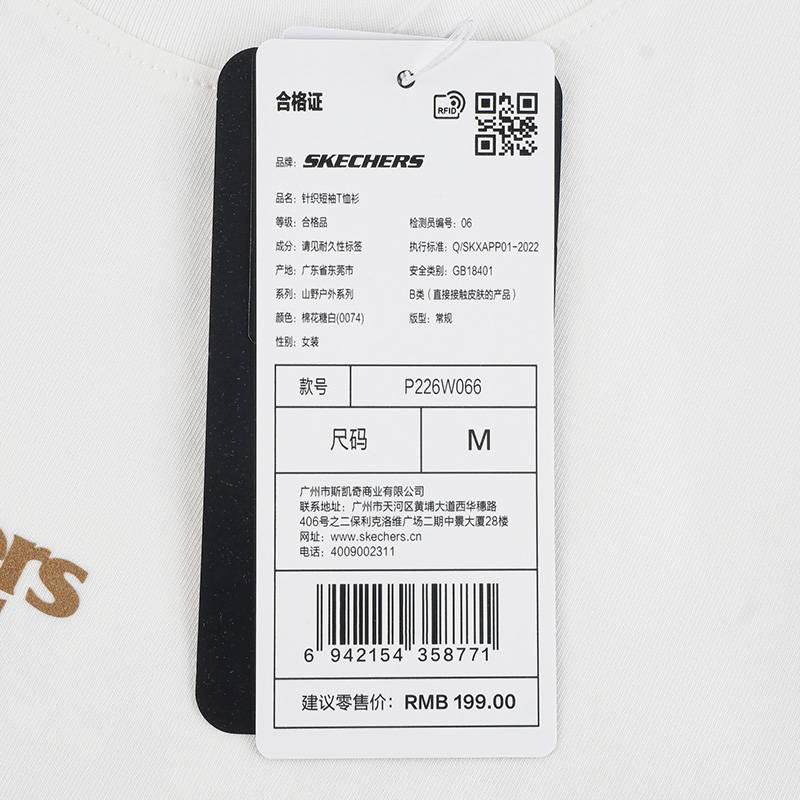 合格证
RFID
品牌: SKECHERS
品名: 针织短袖T恤衫
等级: 合格品 检测员编号: 06
成分: 请见耐久性标签 执行标准: Q/SKXAPP01-2022
产地: 广东省东莞市 安全类别: GB18401
系列: 山野户外系列 B类（直接接触皮肤的产品）
颜色: 棉花糖白(0074) 版型: 常规
性别: 女装
款号 P226W066
尺码 M
广州市斯凯奇商业有限公司
联系地址: 广州市天河区黄埔大道西华穗路
406号之二保利克洛维广场二期中景大厦28楼
网址: www.skechers.cn
电话: 4009002311
ers
6 942154 358771
建议零售价: RMB 199.00